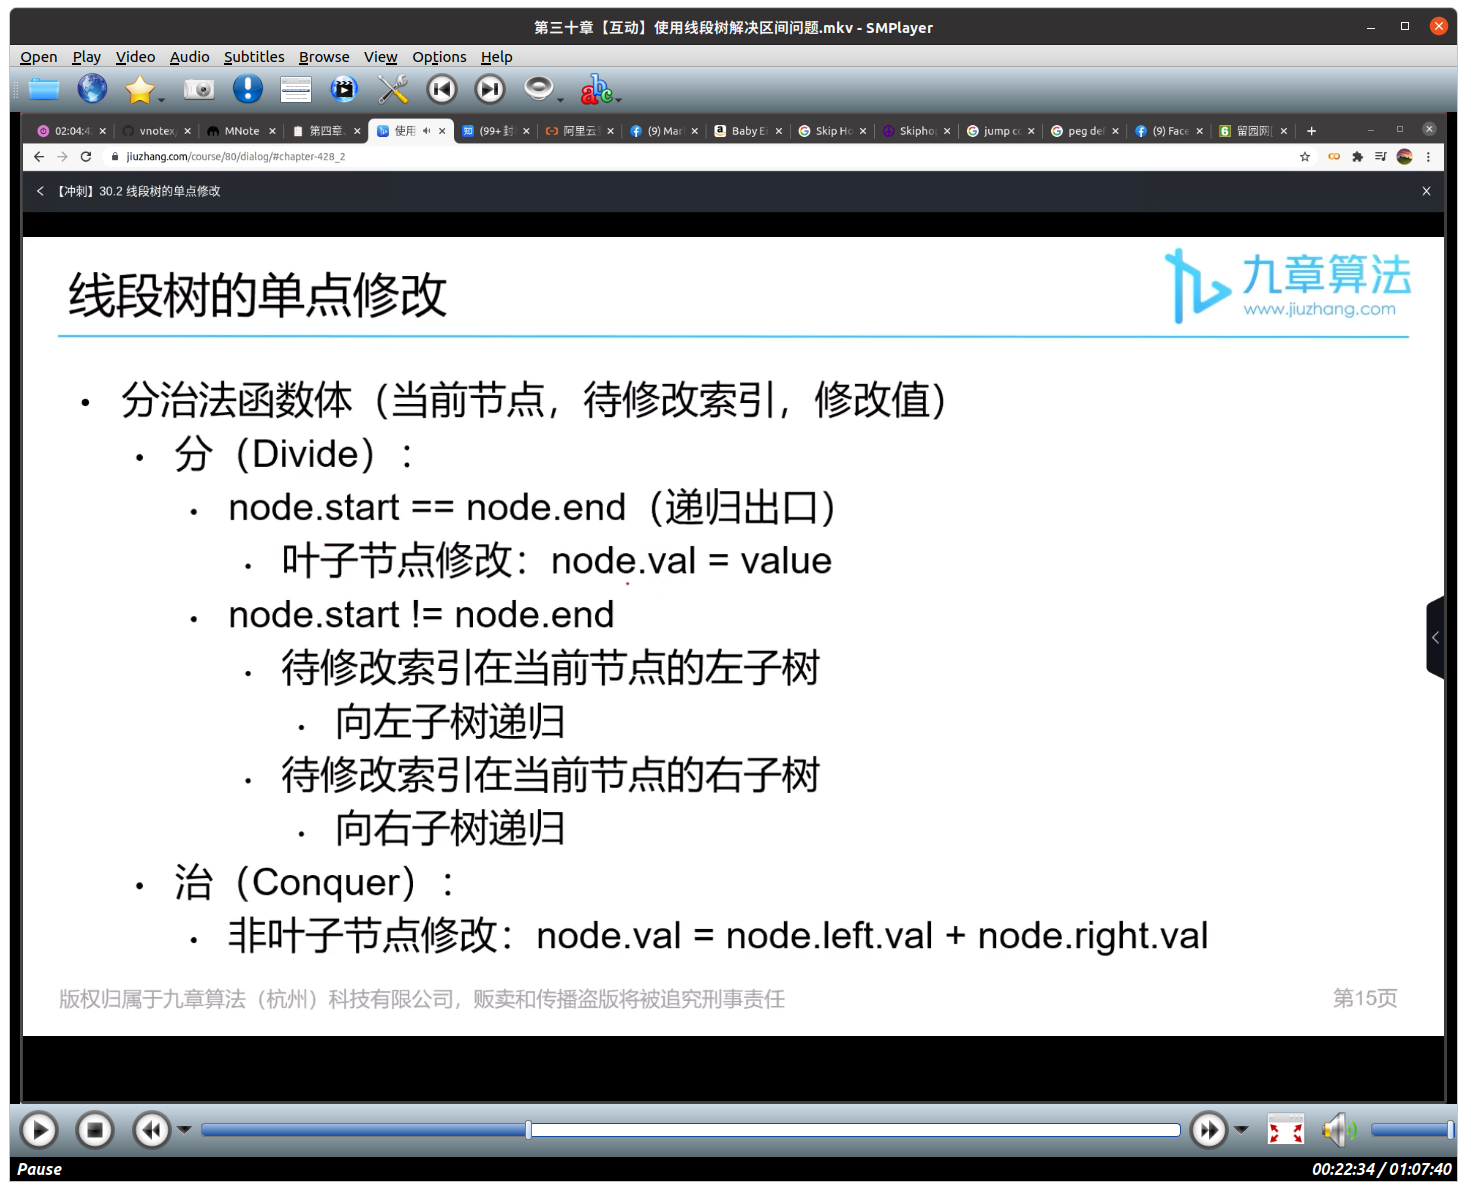 第三十章【互动】使用线段树解决区间问题.mkv - SMPlayer
Open Play Video Audio Subtitles Browse View Options Help
abc
02:04:4 vnotex/ MNote 第四章、 使用 (99+ 封 阿里云 (9) Mar Baby E Skip Ho Skipho jump co peg del (9) Face 留园网
jiuzhang.com/course/80/dialog/#chapter-428_2
【冲刺】30.2 线段树的单点修改
线段树的单点修改
九章算法
www.jiuzhang.com
• 分治法函数体（当前节点，待修改索引，修改值）
• 分（Divide）：
• node.start == node.end（递归出口）
• 叶子节点修改：node.val = value
• node.start != node.end
• 待修改索引在当前节点的左子树
• 向左子树递归
• 待修改索引在当前节点的右子树
• 向右子树递归
• 治（Conquer）：
• 非叶子节点修改：node.val = node.left.val + node.right.val
版权归属于九章算法（杭州）科技有限公司，贩卖和传播盗版将被追究刑事责任
第15页
Pause
00:22:34 / 01:07:40